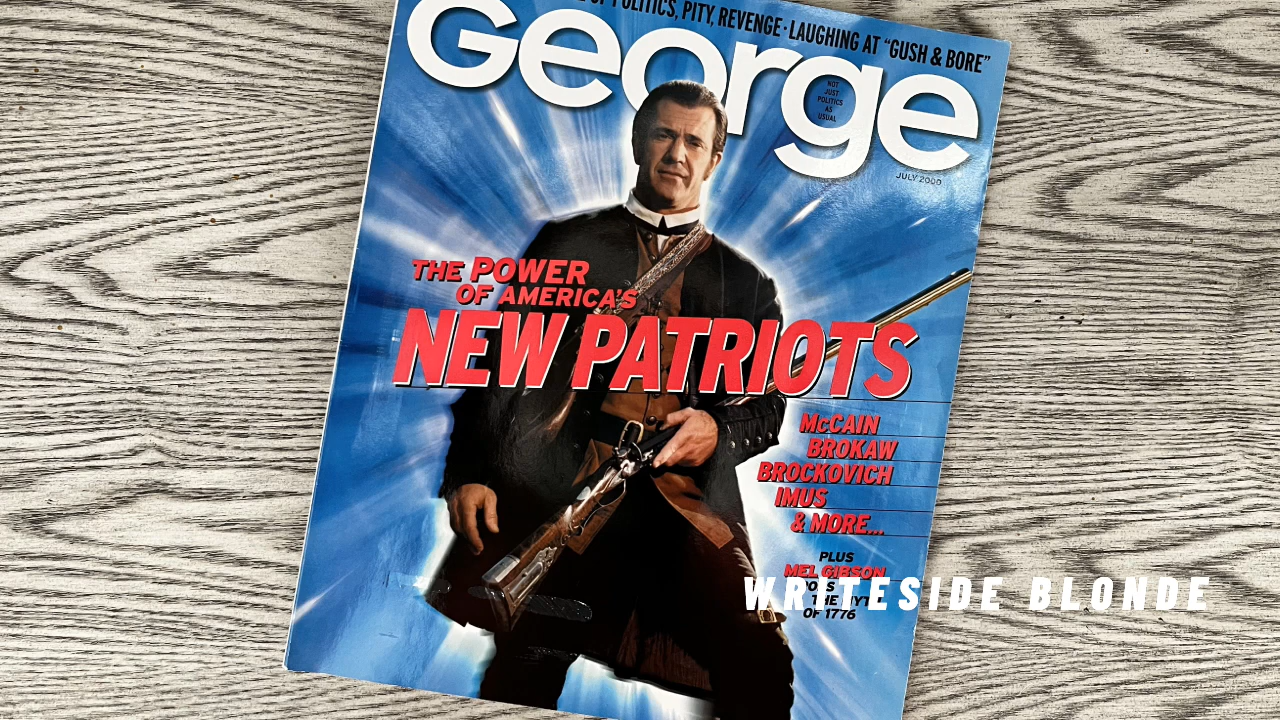 OF POLITICS, PITY, REVENGE · LAUGHING AT “GUSH & BORE”
George
NOT
JUST
POLITICS
AS
USUAL
JULY 2000
THE POWER
OF AMERICA'S
NEW PATRIOTS
McCAIN
BROKAW
BROCKOVICH
IMUS
& MORE...
PLUS
MEL GIBSON
THE
OF 1776
WRITESIDE BLONDE